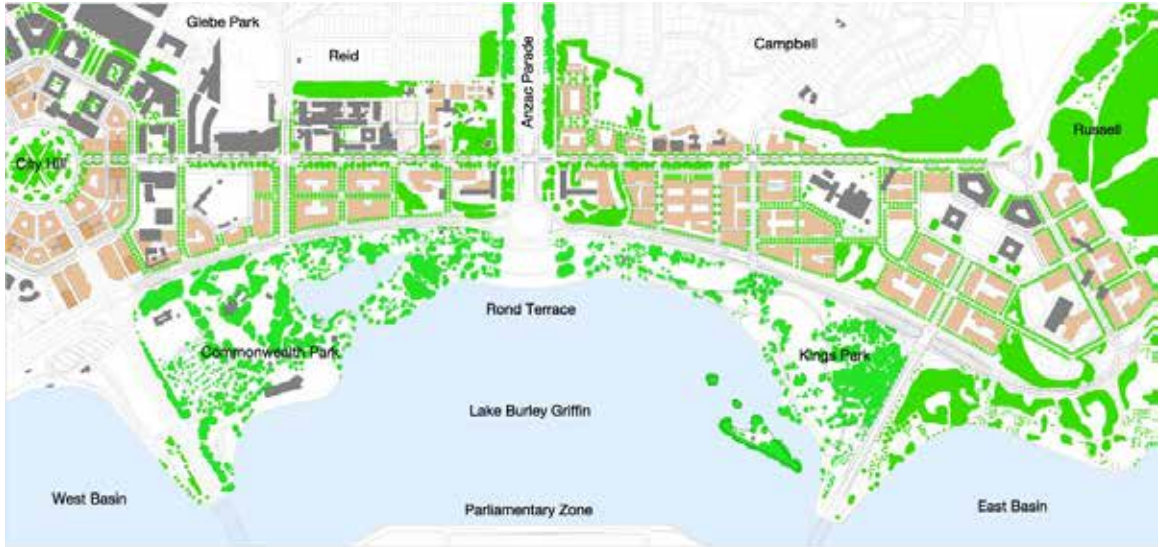 Glebe Park
Reid
Anzac Parade
Campbell
Russell
City Hill
Rond Terrace
Commonwealth Park
Kings Park
Lake Burley Griffin
West Basin
Parliamentary Zone
East Basin